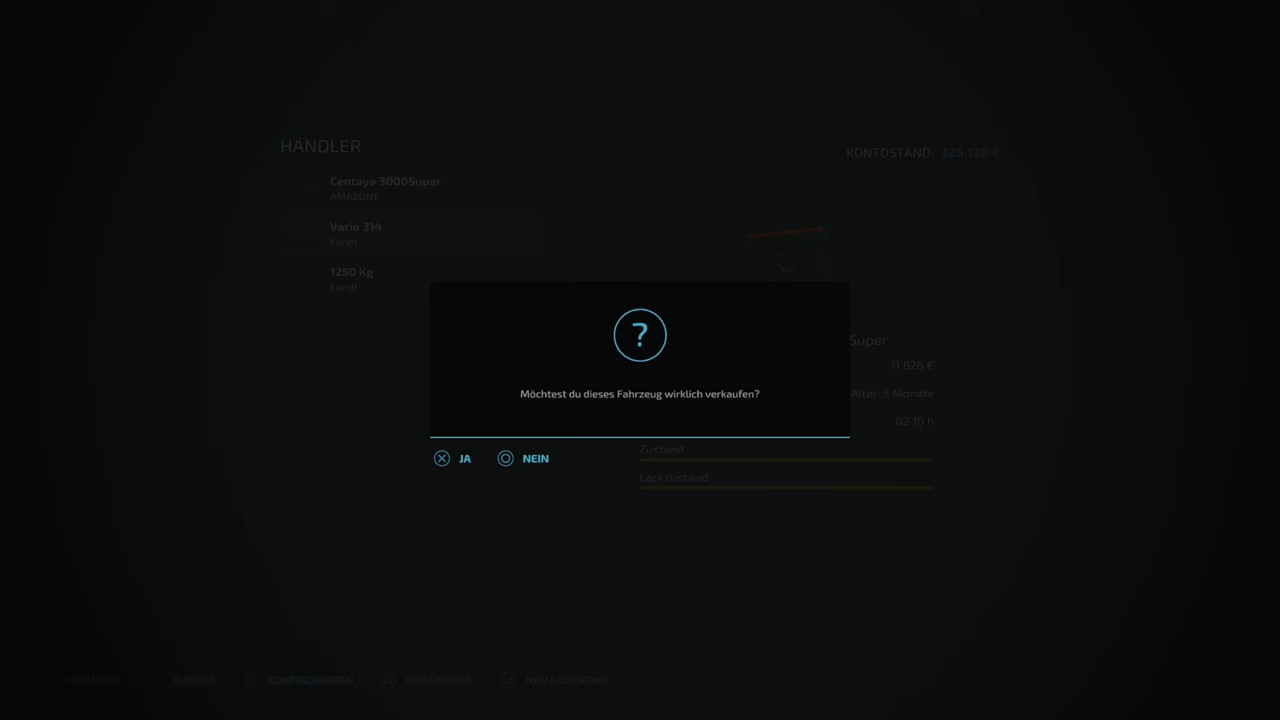 HÄNDLER
KONTOSTAND: 326.138 €
Centaya 3000Super
AMAZONE
Vario 314
Fendt
1250 Kg
Fendt
Super
11.826 €
Alter: 5 Monate
02:10 h
Zustand
Lackzustand
?
Möchtest du dieses Fahrzeug wirklich verkaufen?
JA NEIN
ZURÜCK KONFIGURIEREN REPARIEREN NEU LACKIEREN